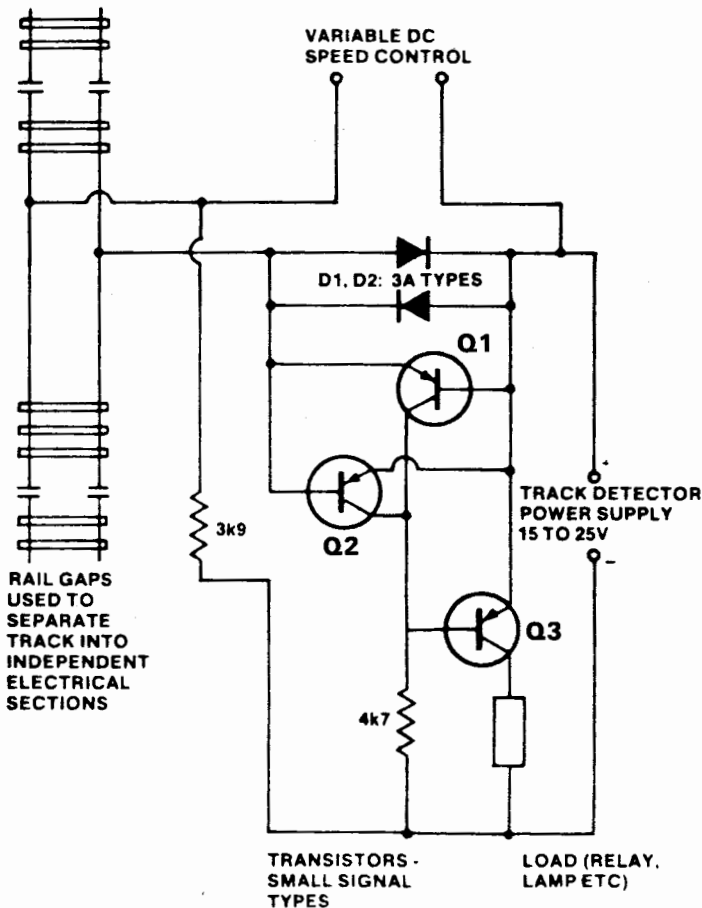 VARIABLE DC
SPEED CONTROL
D1, D2: 3A TYPES
Q1
+
TRACK DETECTOR
POWER SUPPLY
15 TO 25V
−
3k9
Q2
Q3
RAIL GAPS
USED TO
SEPARATE
TRACK INTO
INDEPENDENT
ELECTRICAL
SECTIONS
4k7
TRANSISTORS -
SMALL SIGNAL
TYPES
LOAD (RELAY,
LAMP ETC)